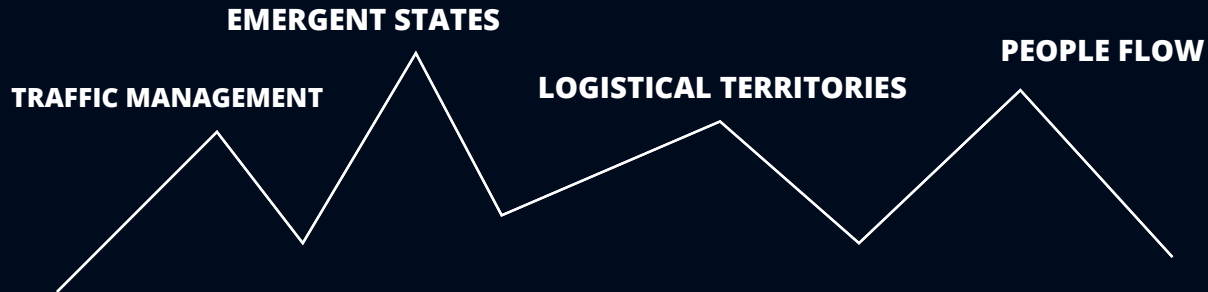 EMERGENT STATES
PEOPLE FLOW
LOGISTICAL TERRITORIES
TRAFFIC MANAGEMENT